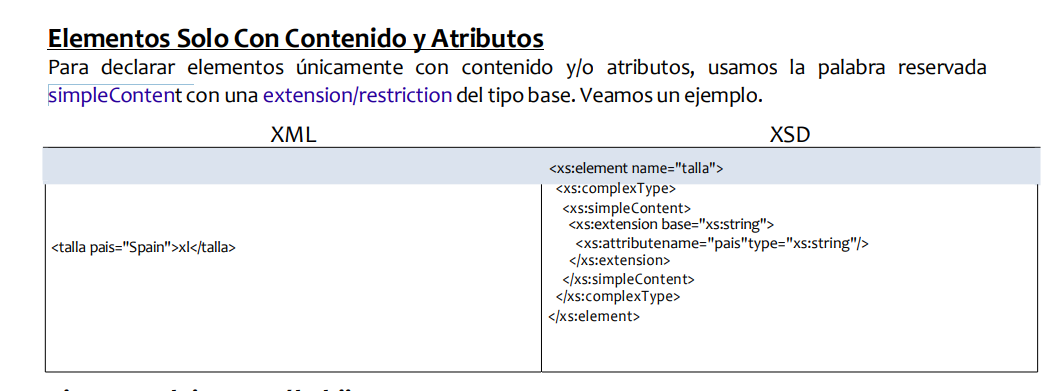 Elementos Solo Con Contenido y Atributos
Para declarar elementos únicamente con contenido y/o atributos, usamos la palabra reservada
simpleContent con una extension/restriction del tipo base. Veamos un ejemplo.
XML XSD
<xs:element name="talla">
<xs:complexType>
<xs:simpleContent>
<xs:extension base="xs:string">
<talla pais="Spain">xl</talla>
<xs:attributename="pais"type="xs:string"/>
</xs:extension>
</xs:simpleContent>
</xs:complexType>
</xs:element>